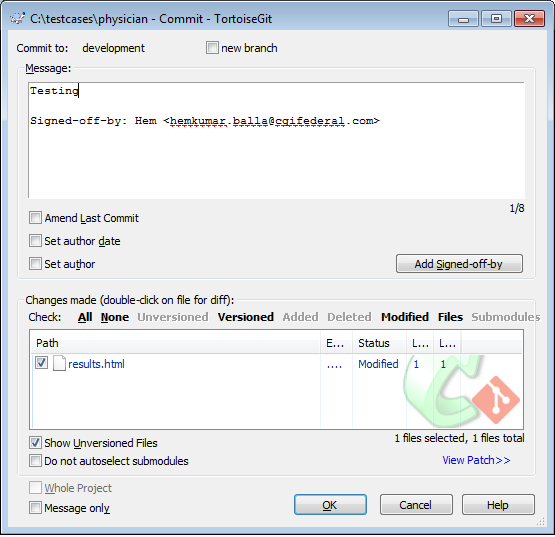 C:\testcases\physician - Commit - TortoiseGit
Commit to: development new branch
Message:
Testing
Signed-off-by: Hem <hemkumar.balla@cgifederal.com>
1/8
Amend Last Commit
Set author date
Set author
Add Signed-off-by
Changes made (double-click on file for diff):
Check: All None Unversioned Versioned Added Deleted Modified Files Submodules
Path E... Status L... L...
results.html .... Modified 1 1
Show Unversioned Files
1 files selected, 1 files total
Do not autoselect submodules
View Patch>>
Whole Project
Message only
OK Cancel Help